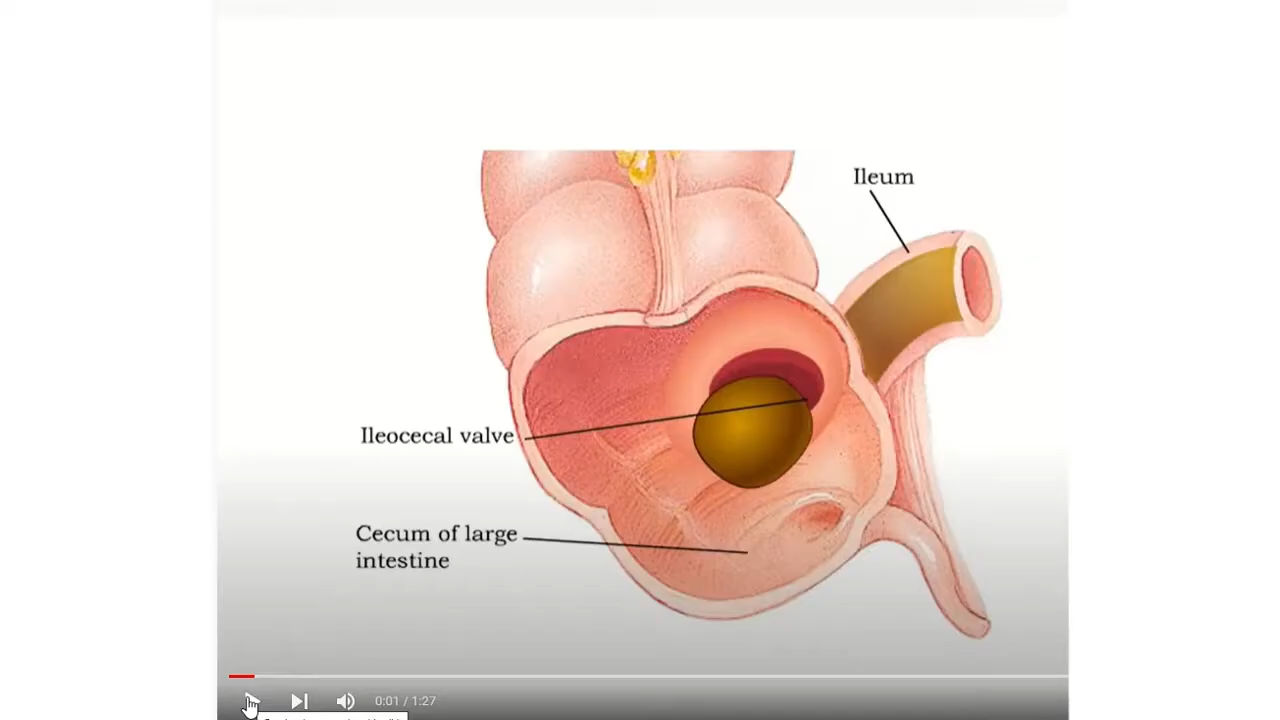 Ileum
Ileocecal valve
Cecum of large
intestine
0:01 / 1:27